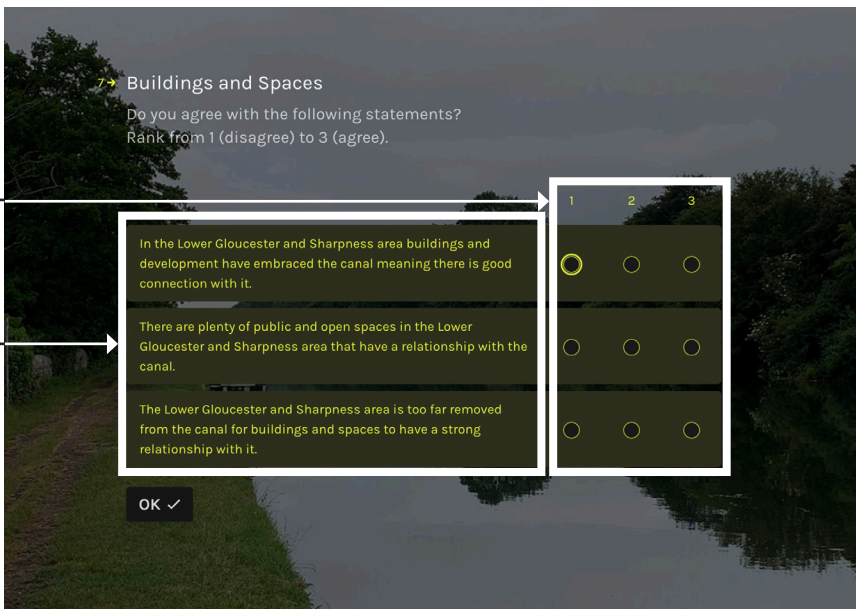 7→ Buildings and Spaces
Do you agree with the following statements?
Rank from 1 (disagree) to 3 (agree).
1 2 3
In the Lower Gloucester and Sharpness area buildings and
development have embraced the canal meaning there is good
connection with it.
There are plenty of public and open spaces in the Lower
Gloucester and Sharpness area that have a relationship with the
canal.
The Lower Gloucester and Sharpness area is too far removed
from the canal for buildings and spaces to have a strong
relationship with it.
OK ✓